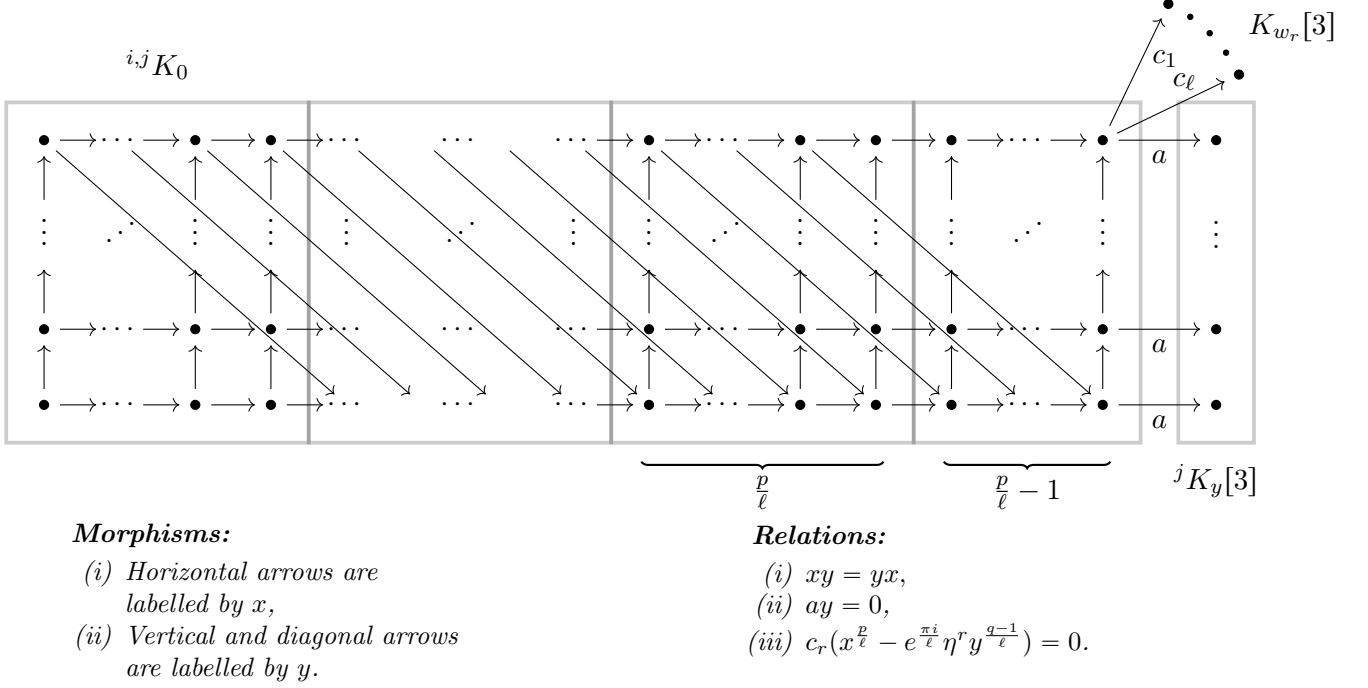 K_{w_r}[3]
^{i,j}K_0
c_1
c_ℓ
a
a
a
^{j}K_y[3]
p/ℓ
p/ℓ − 1
Morphisms:
(i) Horizontal arrows are
labelled by x,
(ii) Vertical and diagonal arrows
are labelled by y.
Relations:
(i) xy = yx,
(ii) ay = 0,
(iii) c_r(x^{p/ℓ} − e^{πi/ℓ} η^r y^{(q−1)/ℓ}) = 0.